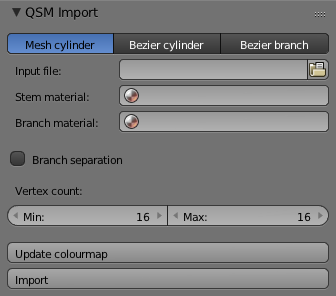 QSM Import
Mesh cylinder Bezier cylinder Bezier branch
Input file:
Stem material:
Branch material:
Branch separation
Vertex count:
Min: 16 Max: 16
Update colourmap
Import